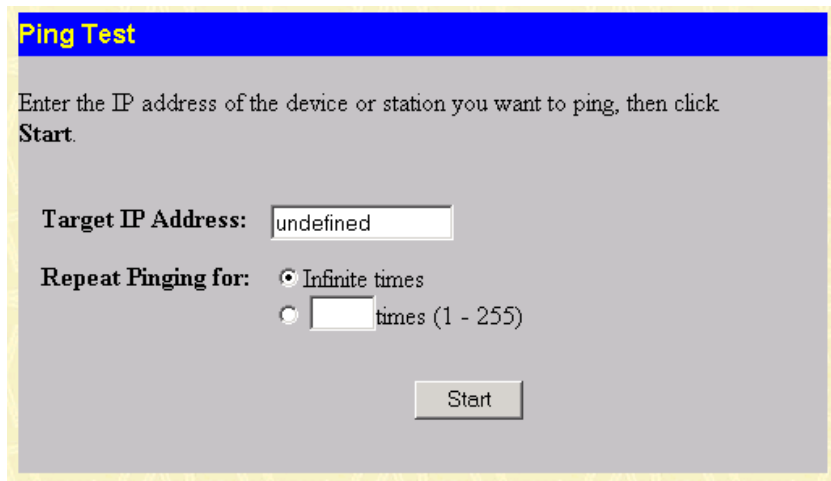 Ping Test
Enter the IP address of the device or station you want to ping, then click
Start.
Target IP Address: undefined
Repeat Pinging for: Infinite times
times (1 - 255)
Start